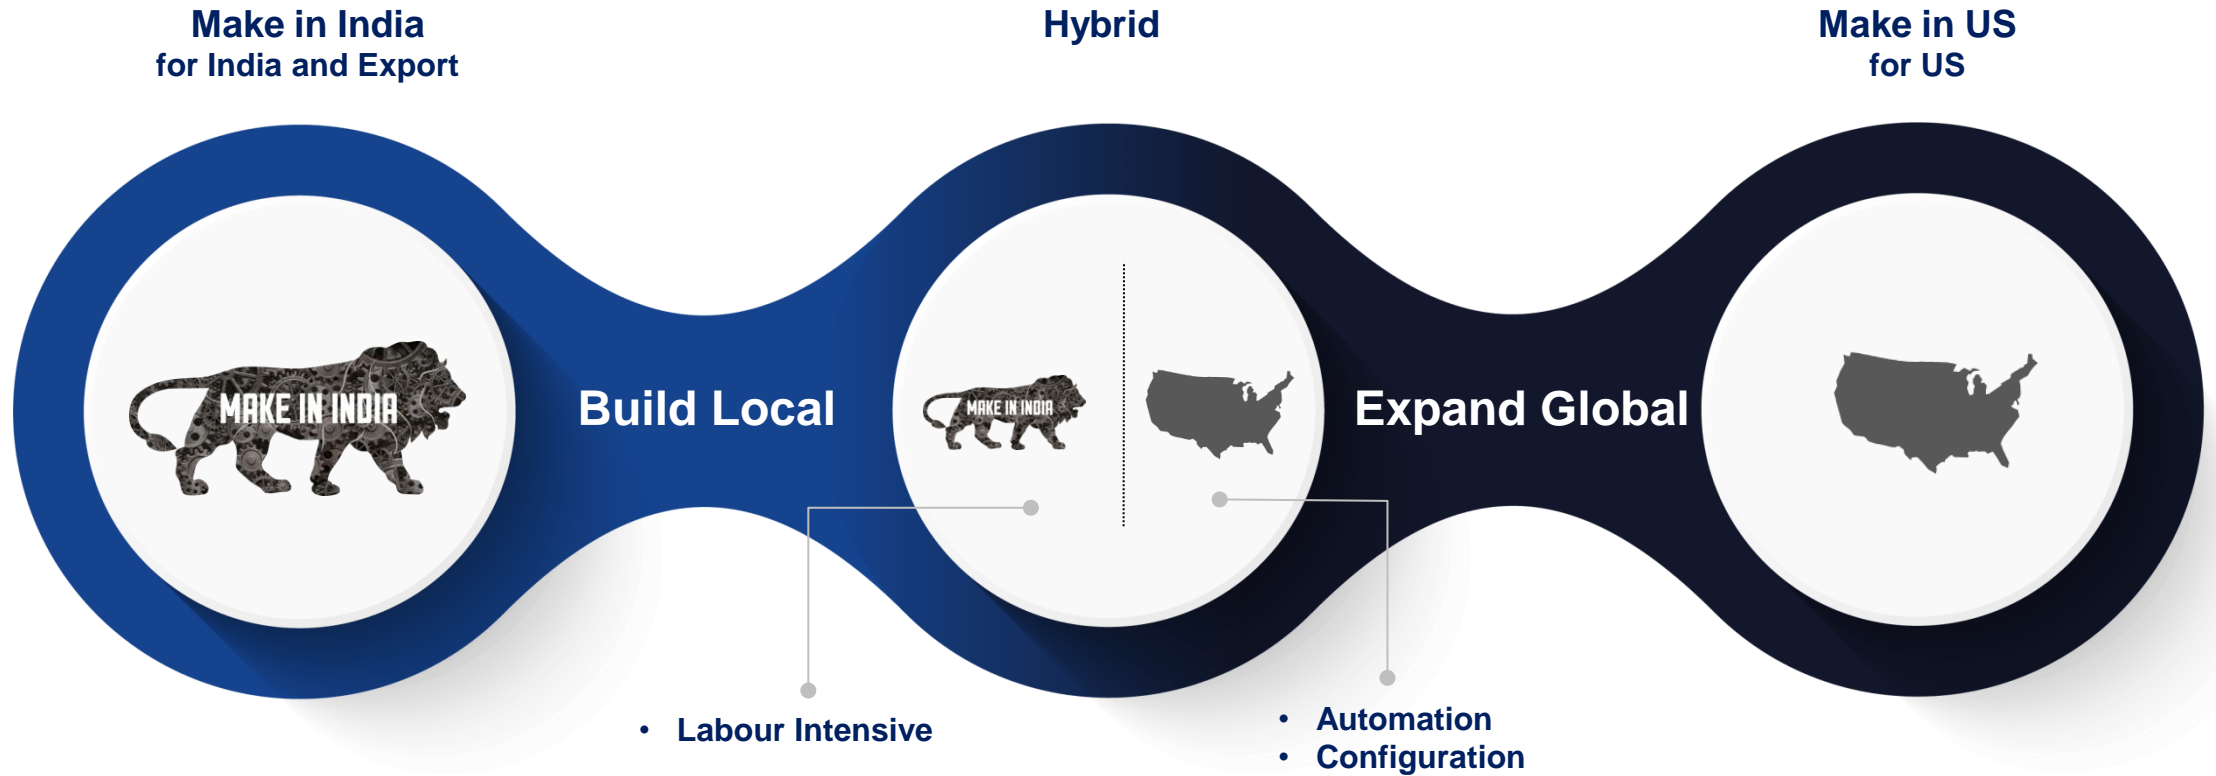 Make in India
for India and Export
Hybrid
Make in US
for US
MAKE IN INDIA
Build Local
MAKE IN INDIA
Expand Global
• Labour Intensive
• Automation
• Configuration